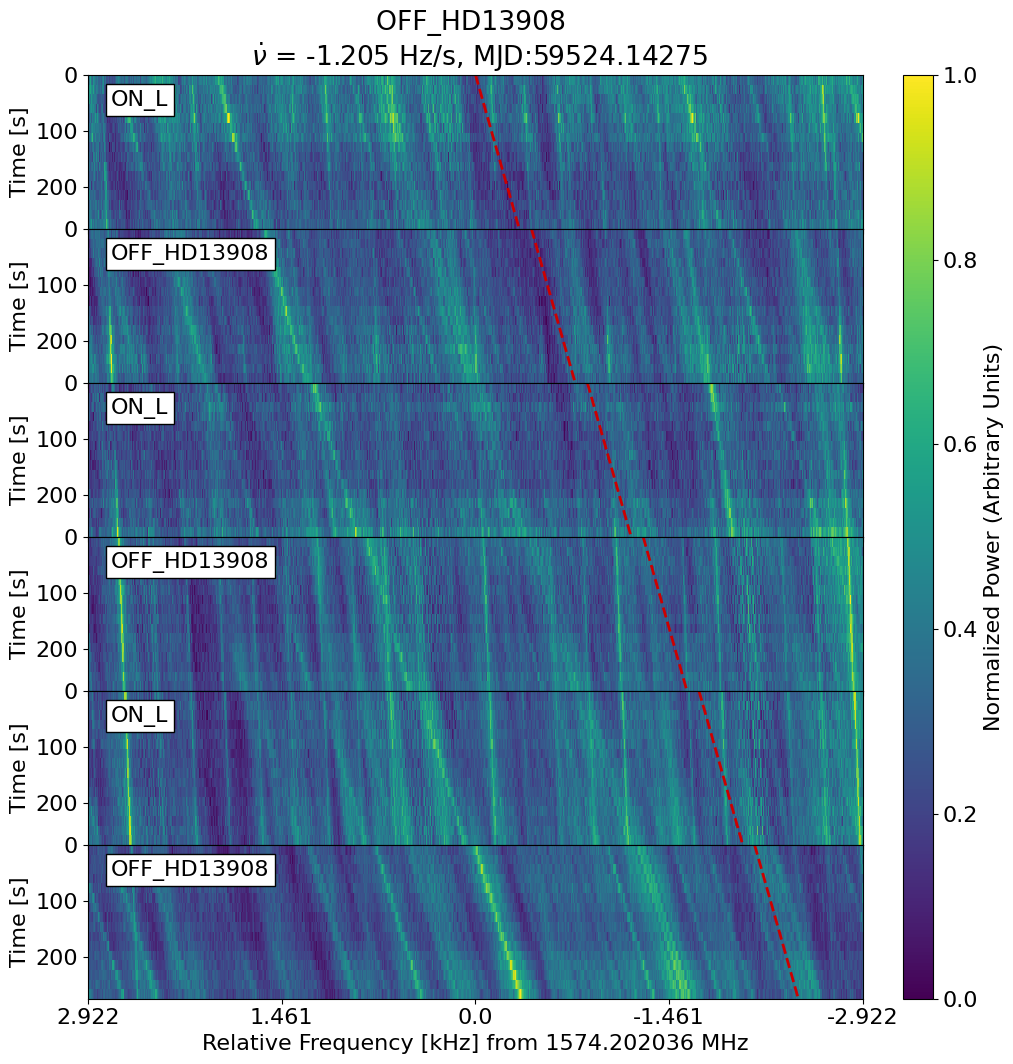 OFF_HD13908
ν̇ = -1.205 Hz/s, MJD:59524.14275
ON_L
OFF_HD13908
ON_L
OFF_HD13908
ON_L
OFF_HD13908
Time [s]
0
100
200
Time [s]
0
100
200
Time [s]
0
100
200
Time [s]
0
100
200
Time [s]
0
100
200
Time [s]
0
100
200
2.922 1.461 0.0 -1.461 -2.922
Relative Frequency [kHz] from 1574.202036 MHz
1.0
0.8
0.6
0.4
0.2
0.0
Normalized Power (Arbitrary Units)